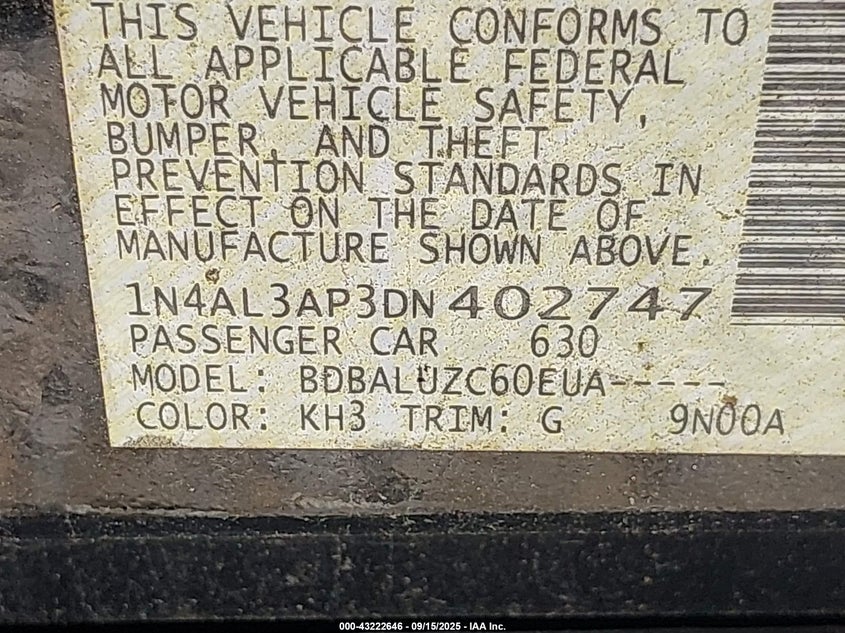 THIS VEHICLE CONFORMS TO
ALL APPLICABLE FEDERAL
MOTOR VEHICLE SAFETY,
BUMPER, AND THEFT
PREVENTION STANDARDS IN
EFFECT ON THE DATE OF
MANUFACTURE SHOWN ABOVE.
1N4AL3AP3DN402747
PASSENGER CAR 630
MODEL: BDBALUZC60EUA-----
COLOR: KH3 TRIM: G 9N00A
000-43222646 - 09/15/2025 - IAA Inc.